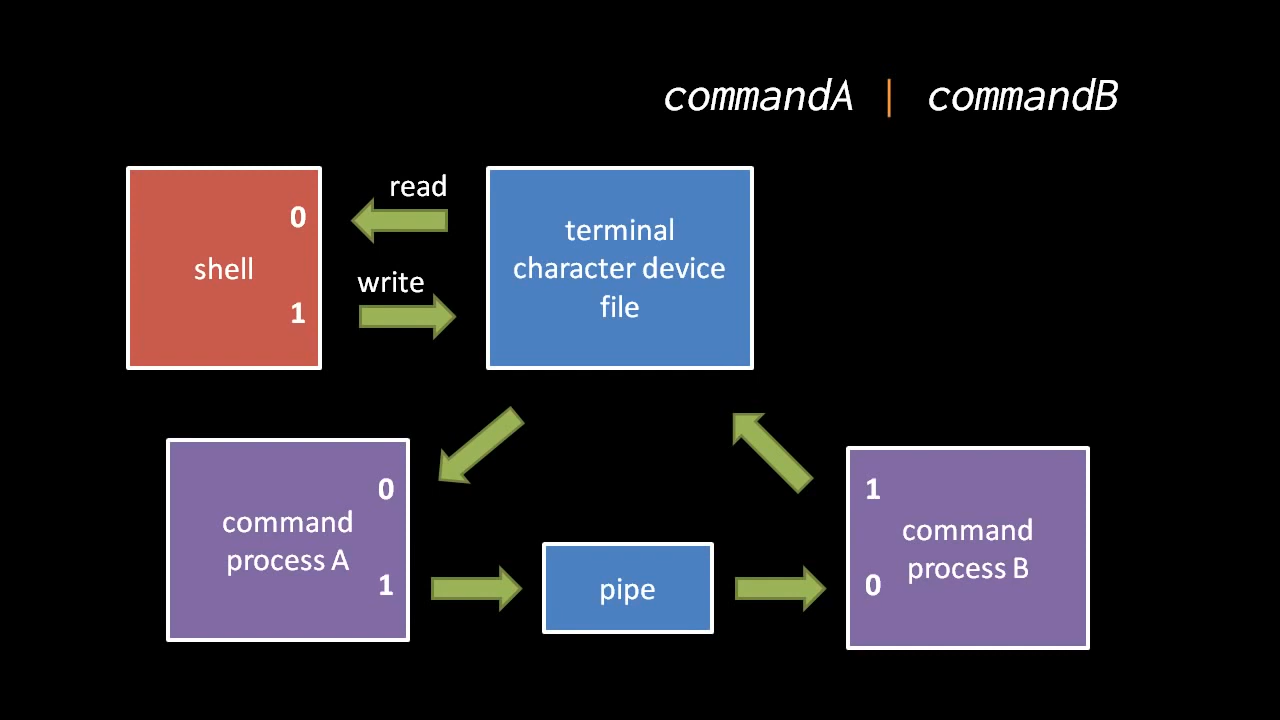 commandA | commandB
read
0
shell
write
1
terminal
character device
file
0
command
process A
1
pipe
1
command
process B
0